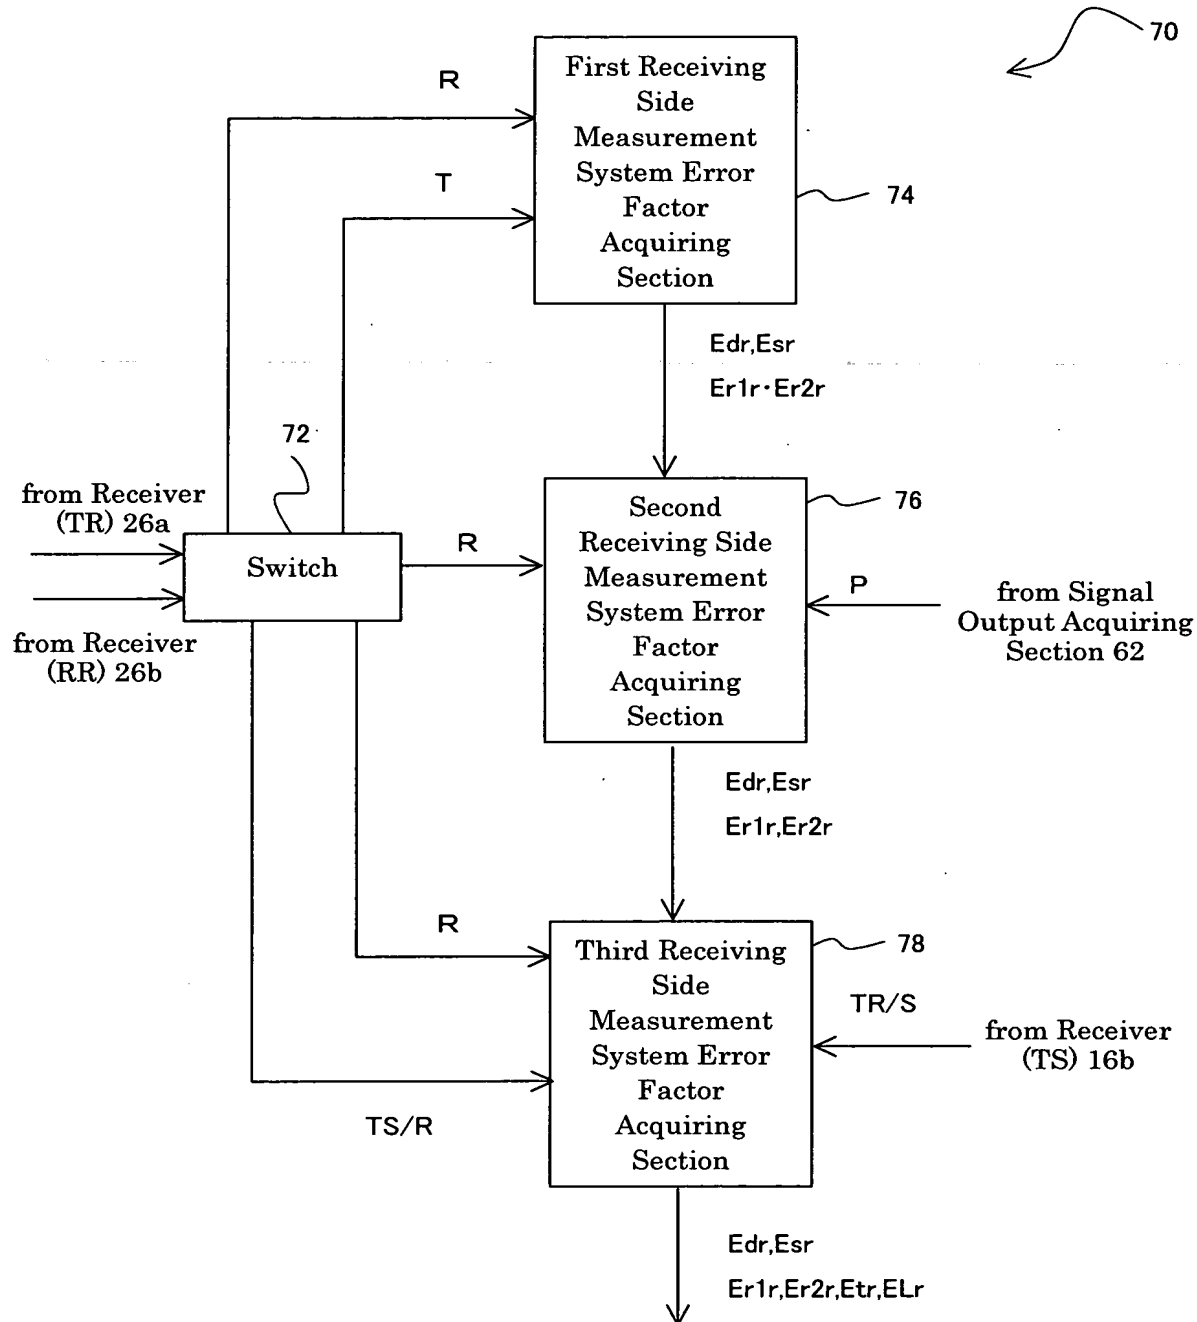 70
First Receiving
Side
Measurement
System Error
Factor
Acquiring
Section
R
T
74
Edr,Esr
Er1r・Er2r
72
from Receiver
(TR) 26a
Switch
from Receiver
(RR) 26b
R
Second
Receiving Side
Measurement
System Error
Factor
Acquiring
Section
76
P
from Signal
Output Acquiring
Section 62
Edr,Esr
Er1r,Er2r
R
TS/R
Third Receiving
Side
Measurement
System Error
Factor
Acquiring
Section
78
TR/S
from Receiver
(TS) 16b
Edr,Esr
Er1r,Er2r,Etr,ELr